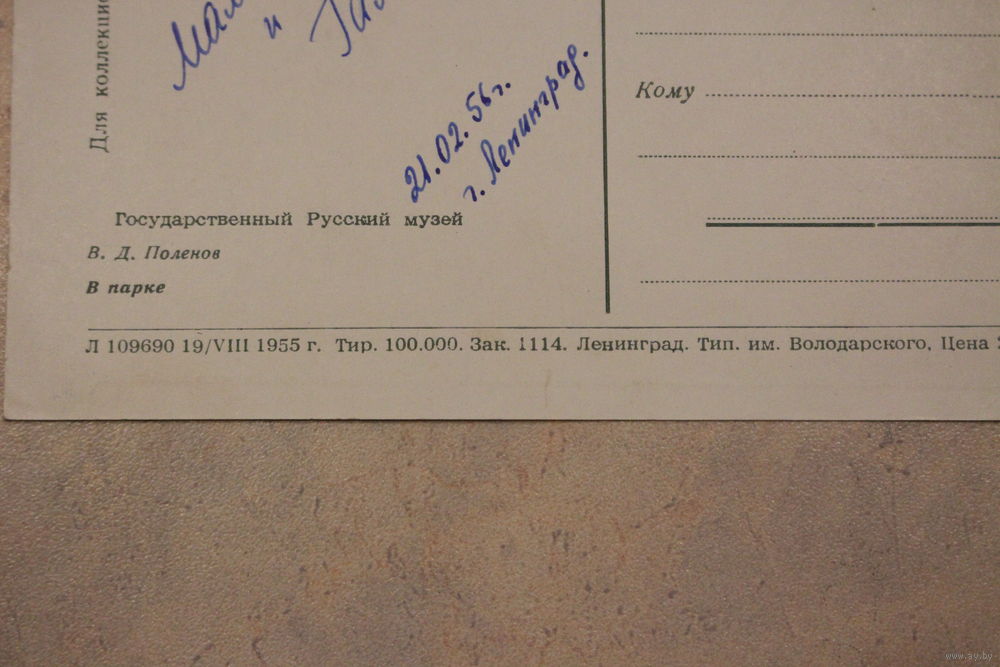 Для
и
21.02.56г.
г. Ленинград.
Государственный Русский музей
В. Д. Поленов
В парке
Кому
Л 109690 19/VIII 1955 г. Тир. 100.000. Зак. 1114. Ленинград. Тип. им. Володарского, Цена
www.ay.by